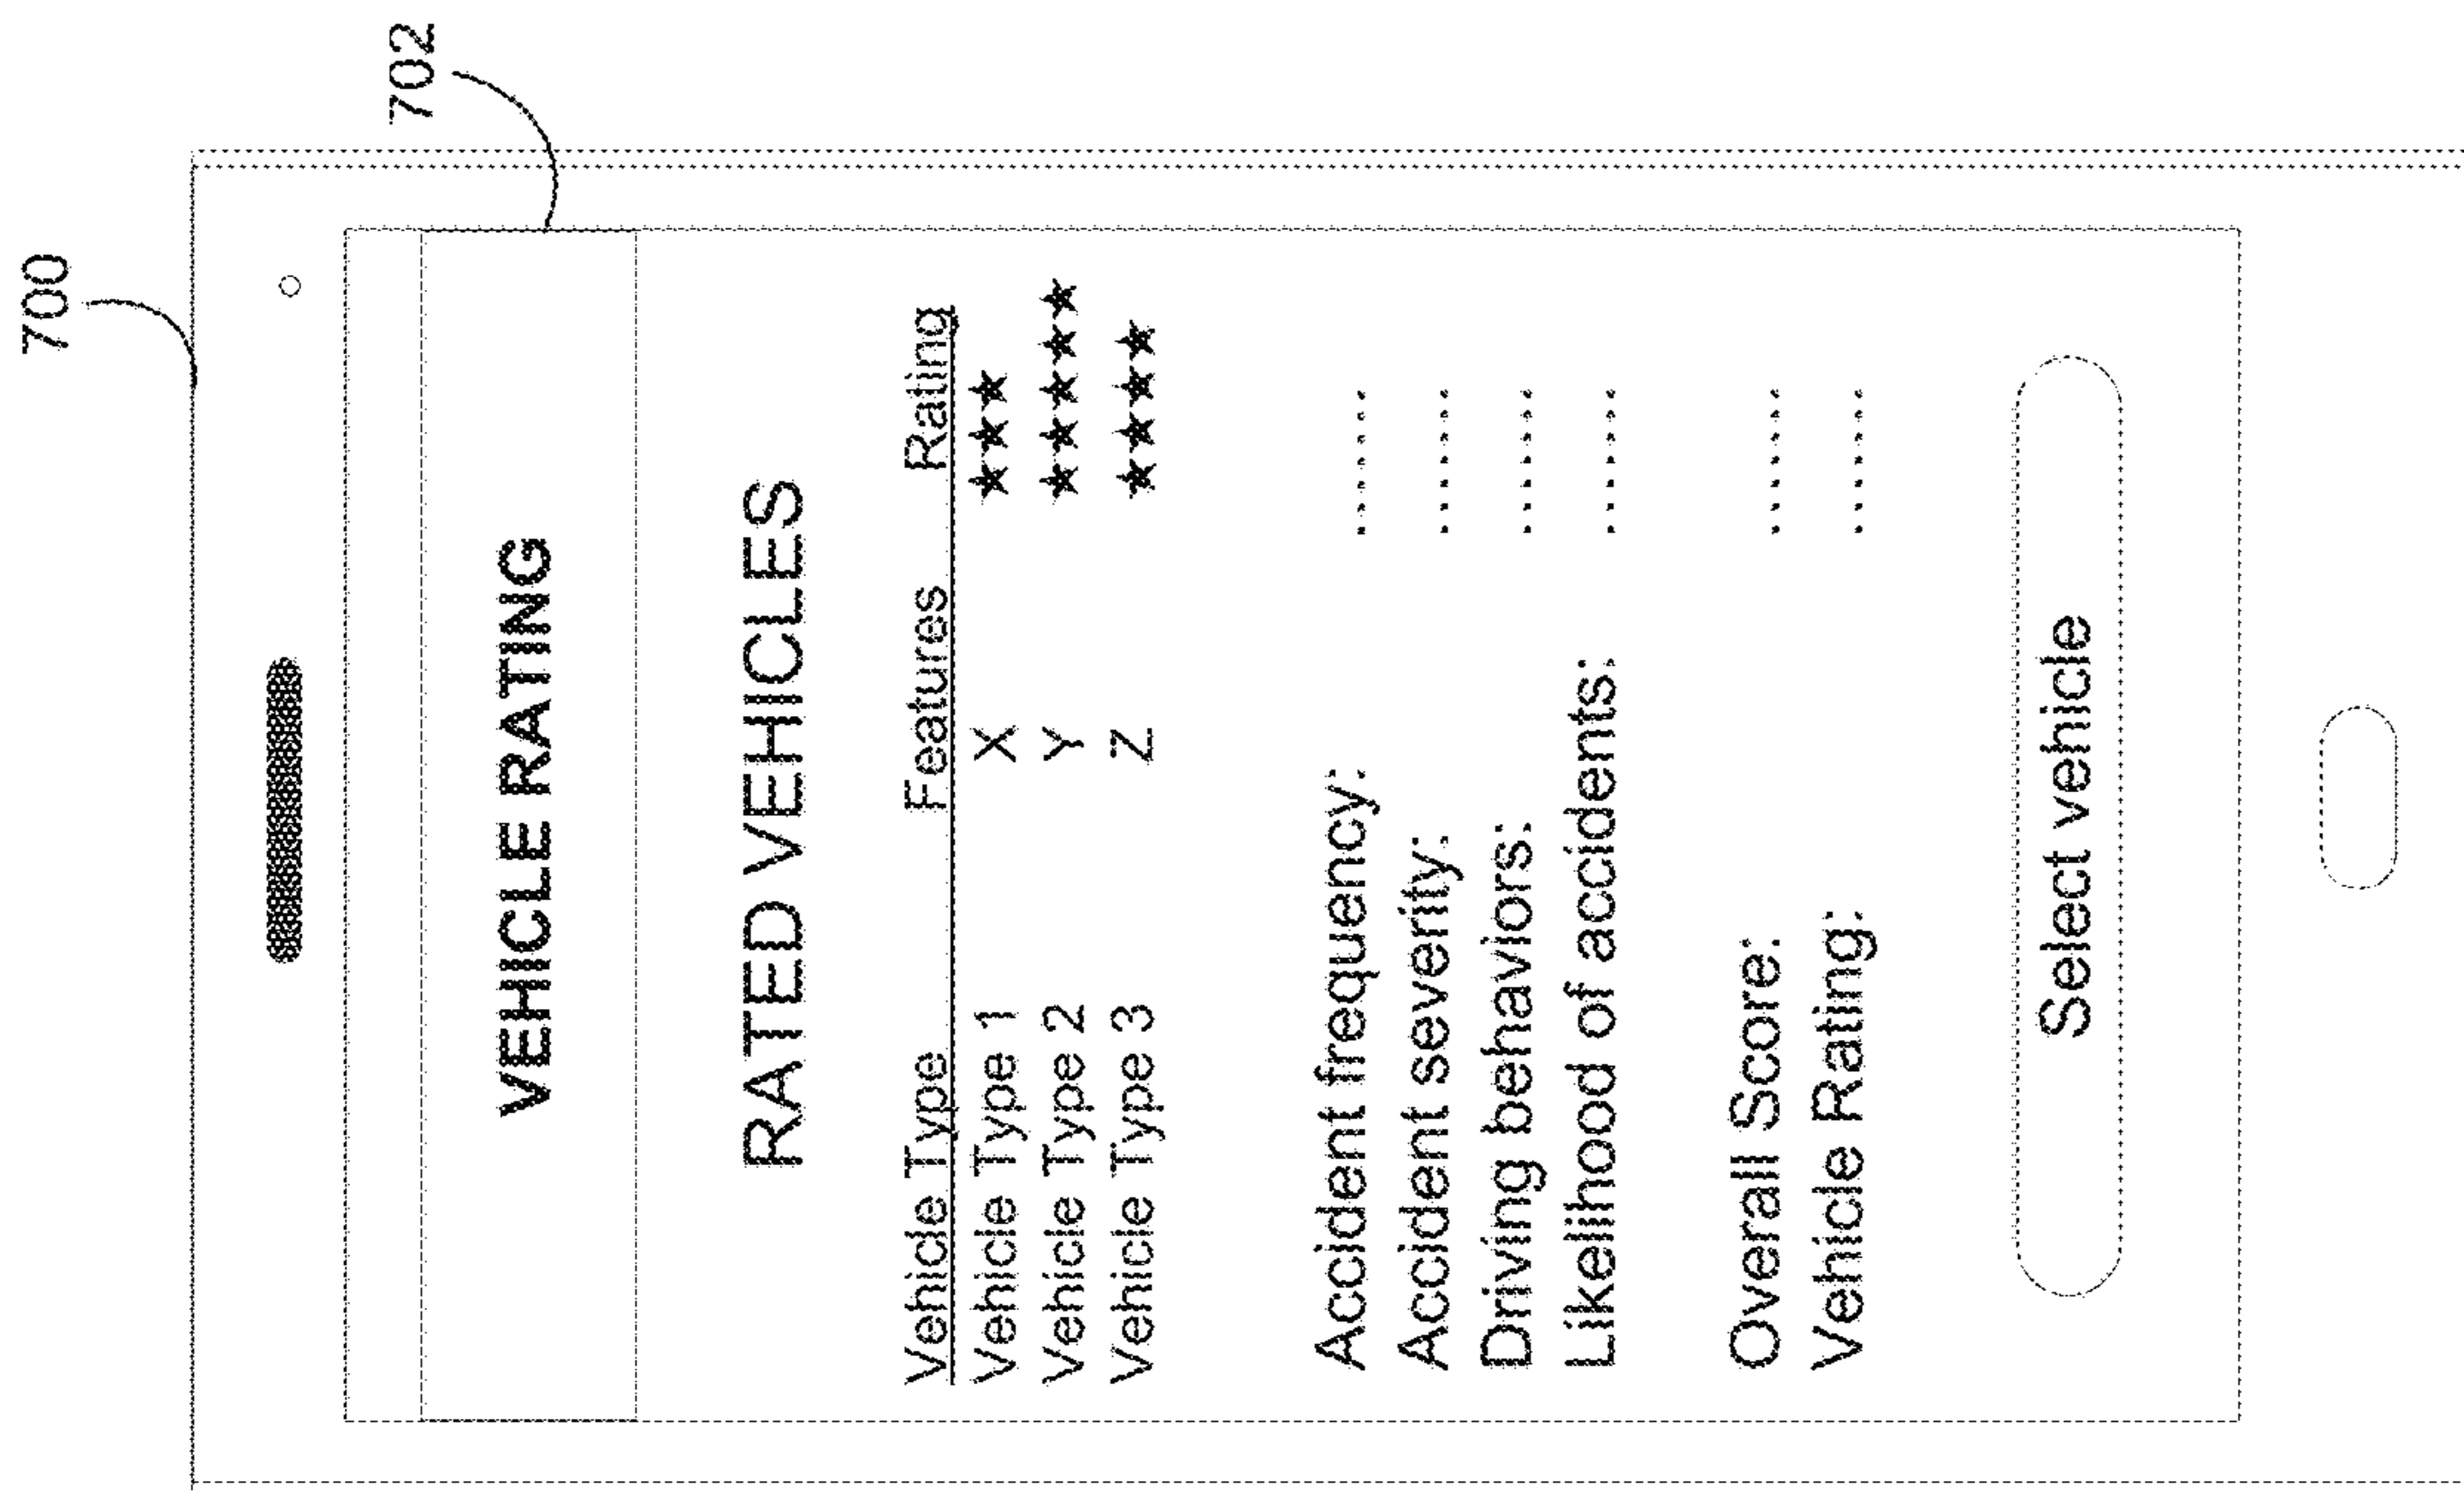 700
702
VEHICLE RATING
RATED VEHICLES
Vehicle Type Features Rating
Vehicle Type 1 X ★★★
Vehicle Type 2 Y ★★★★★
Vehicle Type 3 Z ★★★★
Accident frequency: .......
Accident severity: .......
Driving behaviors: .......
Likelihood of accidents: .......
Overall Score: .......
Vehicle Rating: .......
Select vehicle